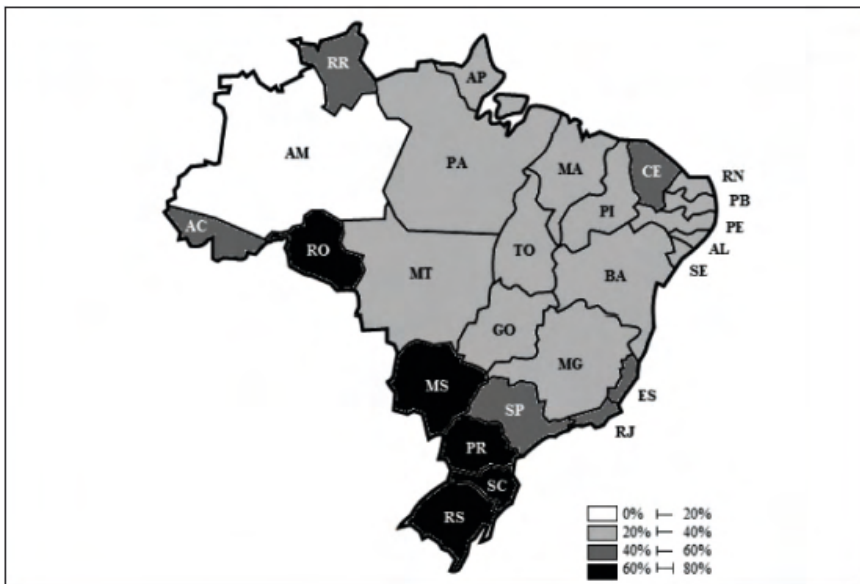 RR
AP
AM
PA
MA
CE
RN
PB
PI
PE
AC
AL
RO
TO
SE
MT
BA
GO
MG
MS
ES
SP
RJ
PR
SC
RS
0% ⊢ 20%
20% ⊢ 40%
40% ⊢ 60%
60% ⊢⊣ 80%